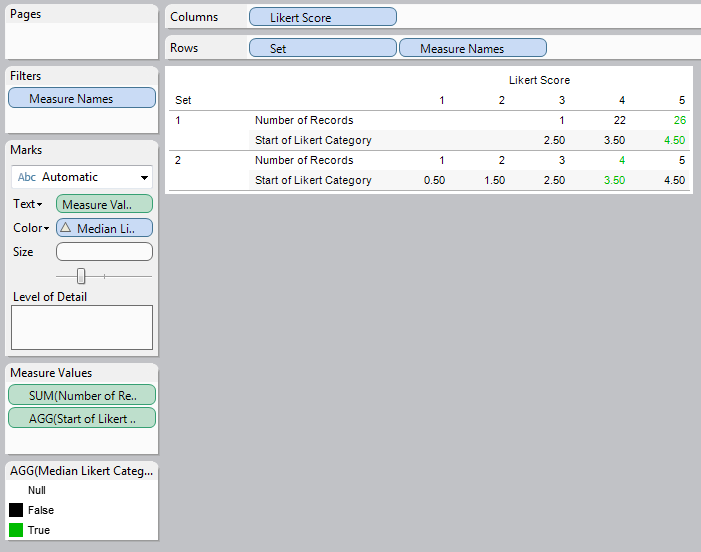 Pages
Columns Likert Score
Rows Set Measure Names
Filters
Measure Names
Marks
Abc Automatic
Text Measure Val..
Color Median Li..
Size
Level of Detail
Measure Values
SUM(Number of Re..
AGG(Start of Likert ..
AGG(Median Likert Categ...
Null
False
True
Likert Score
Set 1 2 3 4 5
1 Number of Records 1 22 26
Start of Likert Category 2.50 3.50 4.50
2 Number of Records 1 2 3 4 5
Start of Likert Category 0.50 1.50 2.50 3.50 4.50